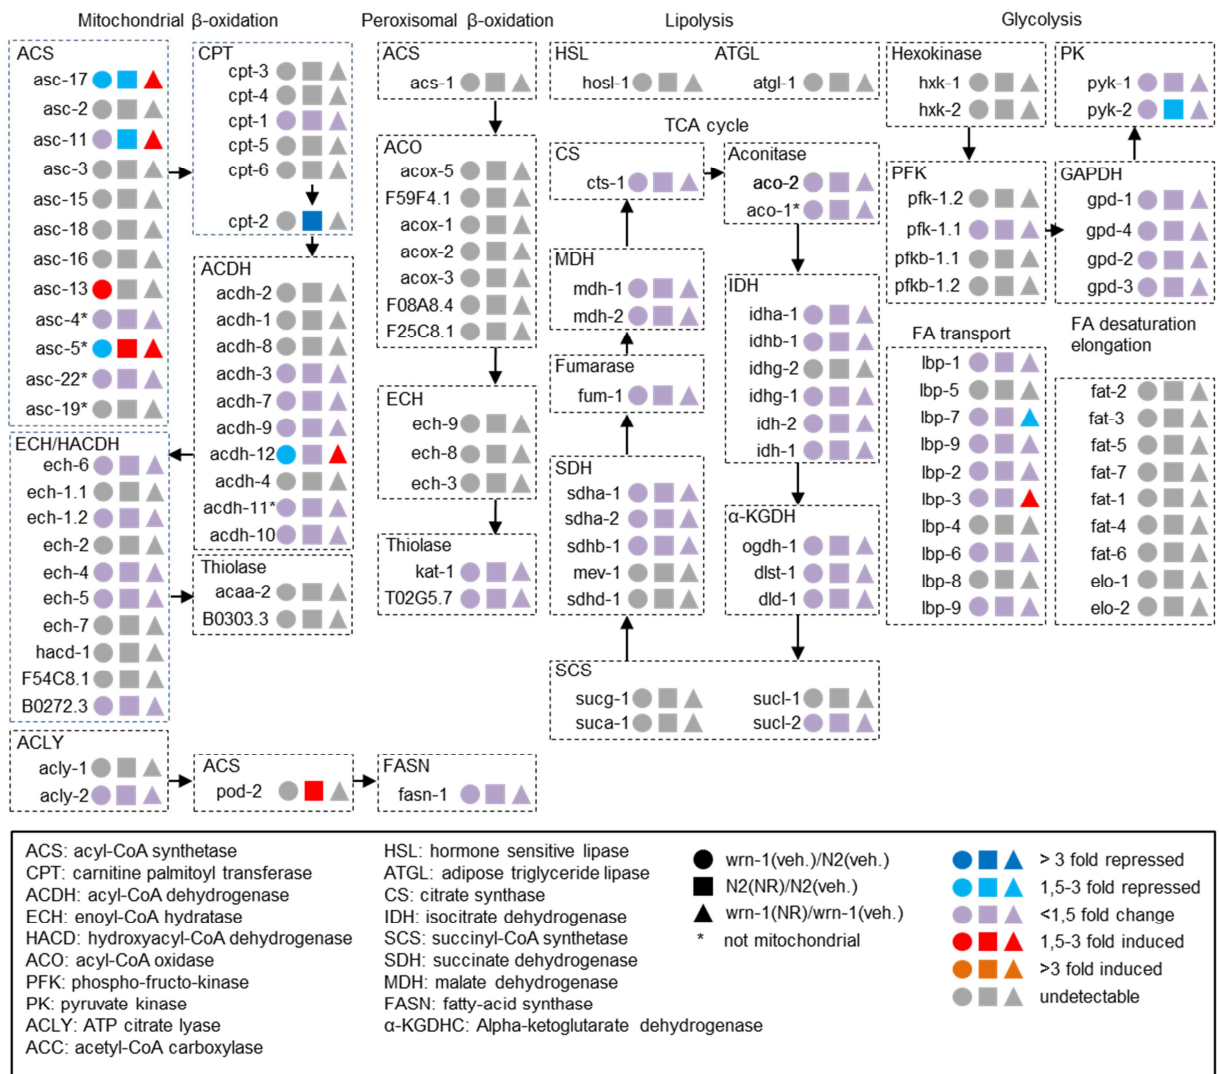 Mitochondrial β-oxidation
ACS
asc-17
asc-2
asc-11
asc-3
asc-15
asc-18
asc-16
asc-13
asc-4*
asc-5*
asc-22*
asc-19*
CPT
cpt-3
cpt-4
cpt-1
cpt-5
cpt-6
cpt-2
ACDH
acdh-2
acdh-1
acdh-8
acdh-3
acdh-7
acdh-9
acdh-12
acdh-4
acdh-11*
acdh-10
ECH/HACDH
ech-6
ech-1.1
ech-1.2
ech-2
ech-4
ech-5
ech-7
hacd-1
F54C8.1
B0272.3
Thiolase
acaa-2
B0303.3
Peroxisomal β-oxidation
ACS
acs-1
ACO
acox-5
F59F4.1
acox-1
acox-2
acox-3
F08A8.4
F25C8.1
ECH
ech-9
ech-8
ech-3
Thiolase
kat-1
T02G5.7
Lipolysis
HSL
hosl-1
ATGL
atgl-1
TCA cycle
CS
cts-1
Aconitase
aco-2
aco-1*
MDH
mdh-1
mdh-2
IDH
idha-1
idhb-1
idhg-2
idhg-1
idh-2
idh-1
Fumarase
fum-1
SDH
sdha-1
sdha-2
sdhb-1
mev-1
sdhd-1
α-KGDH
ogdh-1
dlst-1
dld-1
SCS
sucg-1
suca-1
sucl-1
sucl-2
Glycolysis
Hexokinase
hxk-1
hxk-2
PK
pyk-1
pyk-2
PFK
pfk-1.2
pfk-1.1
pfkb-1.1
pfkb-1.2
GAPDH
gpd-1
gpd-4
gpd-2
gpd-3
FA transport
lbp-1
lbp-5
lbp-7
lbp-9
lbp-2
lbp-3
lbp-4
lbp-6
lbp-8
lbp-9
FA desaturation
elongation
fat-2
fat-3
fat-5
fat-7
fat-1
fat-4
fat-6
elo-1
elo-2
ACLY
acly-1
acly-2
ACS
pod-2
FASN
fasn-1
ACS: acyl-CoA synthetase
CPT: carnitine palmitoyl transferase
ACDH: acyl-CoA dehydrogenase
ECH: enoyl-CoA hydratase
HACD: hydroxyacyl-CoA dehydrogenase
ACO: acyl-CoA oxidase
PFK: phospho-fructo-kinase
PK: pyruvate kinase
ACLY: ATP citrate lyase
ACC: acetyl-CoA carboxylase
HSL: hormone sensitive lipase
ATGL: adipose triglyceride lipase
CS: citrate synthase
IDH: isocitrate dehydrogenase
SCS: succinyl-CoA synthetase
SDH: succinate dehydrogenase
MDH: malate dehydrogenase
FASN: fatty-acid synthase
α-KGDHC: Alpha-ketoglutarate dehydrogenase
wrn-1(veh.)/N2(veh.)
N2(NR)/N2(veh.)
wrn-1(NR)/wrn-1(veh.)
* not mitochondrial
> 3 fold repressed
1,5-3 fold repressed
<1,5 fold change
1,5-3 fold induced
>3 fold induced
undetectable